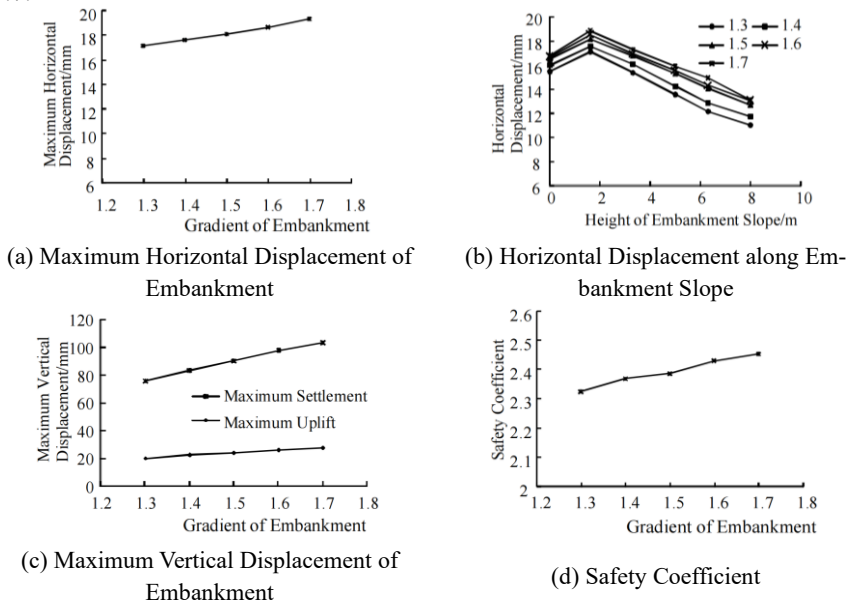 Maximum Horizontal
Displacement/mm
20
18
16
14
12
10
8
6
1.2 1.3 1.4 1.5 1.6 1.7 1.8
Gradient of Embankment
(a) Maximum Horizontal Displacement of
Embankment
Horizontal
Displacement/mm
20
18
16
14
12
10
8
6
0 2 4 6 8 10
1.3 1.4
1.5 1.6
1.7
Height of Embankment Slope/m
(b) Horizontal Displacement along Em-
bankment Slope
Maximum Vertical
Displacement/mm
120
100
80
60
40
20
0
1.2 1.3 1.4 1.5 1.6 1.7 1.8
Maximum Settlement
Maximum Uplift
Gradient of Embankment
(c) Maximum Vertical Displacement of
Embankment
Safety Coefficient
2.6
2.5
2.4
2.3
2.2
2.1
2
1.2 1.3 1.4 1.5 1.6 1.7 1.8
Gradient of Embankment
(d) Safety Coefficient